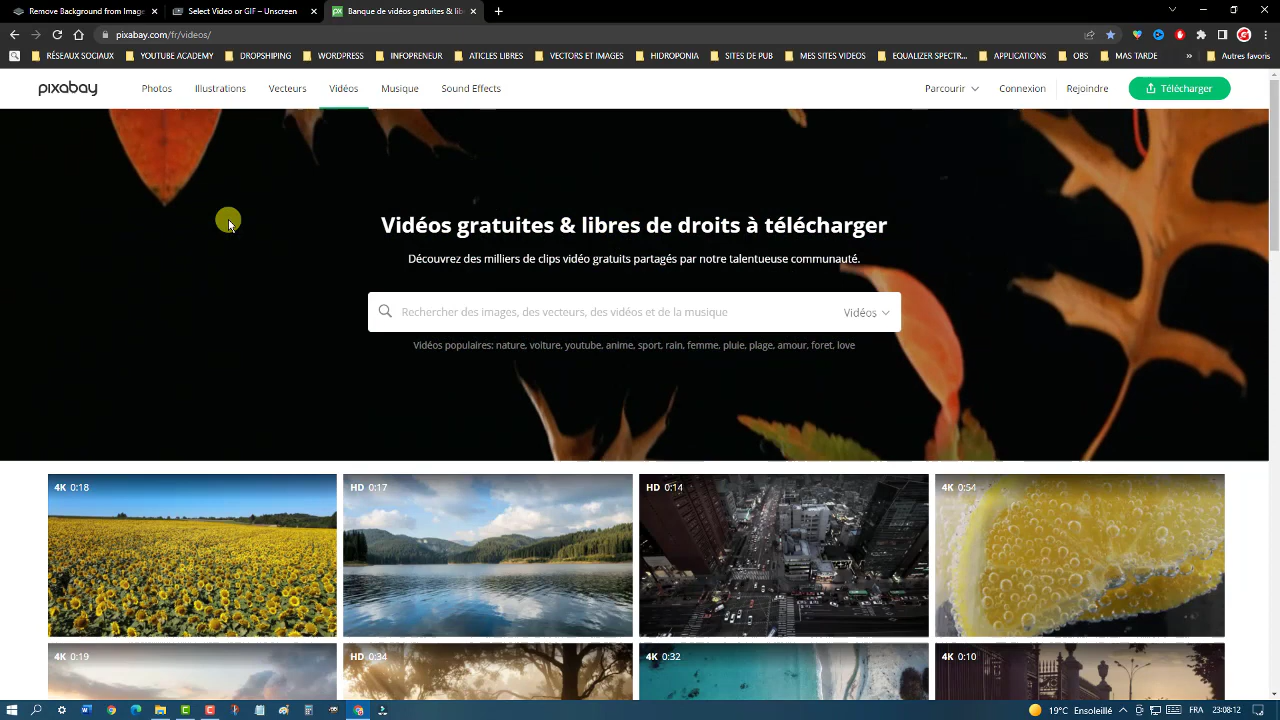 Remove Background from Image
Select Video or GIF – Unscreen
Banque de vidéos gratuites & lib
pixabay.com/fr/videos/
RÉSEAUX SOCIAUX
YOUTUBE ACADEMY
DROPSHIPING
WORDPRESS
INFOPRENEUR
ATICLES LIBRES
VECTORS ET IMAGES
HIDROPONIA
SITES DE PUB
MES SITES VIDEOS
EQUALIZER SPECTR...
APPLICATIONS
OBS
MAS TARDE
Autres favoris
pixabay
Photos
Illustrations
Vecteurs
Vidéos
Musique
Sound Effects
Parcourir
Connexion
Rejoindre
Télécharger
Vidéos gratuites & libres de droits à télécharger
Découvrez des milliers de clips vidéo gratuits partagés par notre talentueuse communauté.
Rechercher des images, des vecteurs, des vidéos et de la musique
Vidéos
Vidéos populaires: nature, voiture, youtube, anime, sport, rain, femme, pluie, plage, amour, foret, love
4K 0:18
HD 0:17
HD 0:14
4K 0:54
4K 0:19
HD 0:34
4K 0:32
4K 0:10
19°C Ensoleillé
FRA
23:08:12